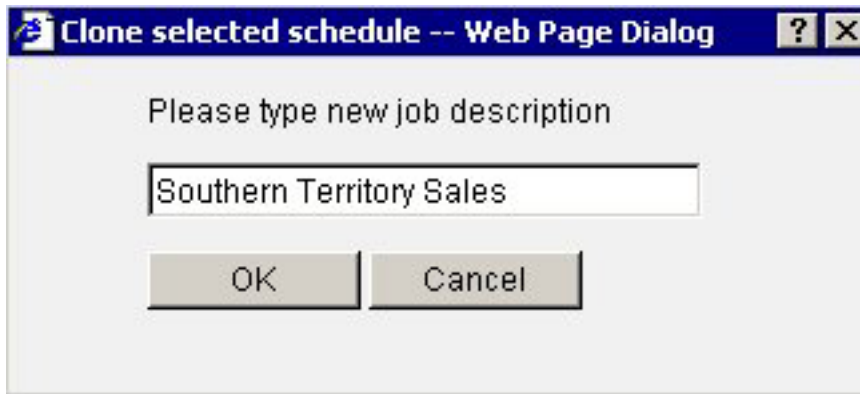 Clone selected schedule -- Web Page Dialog ? X
Please type new job description
Southern Territory Sales
OK Cancel